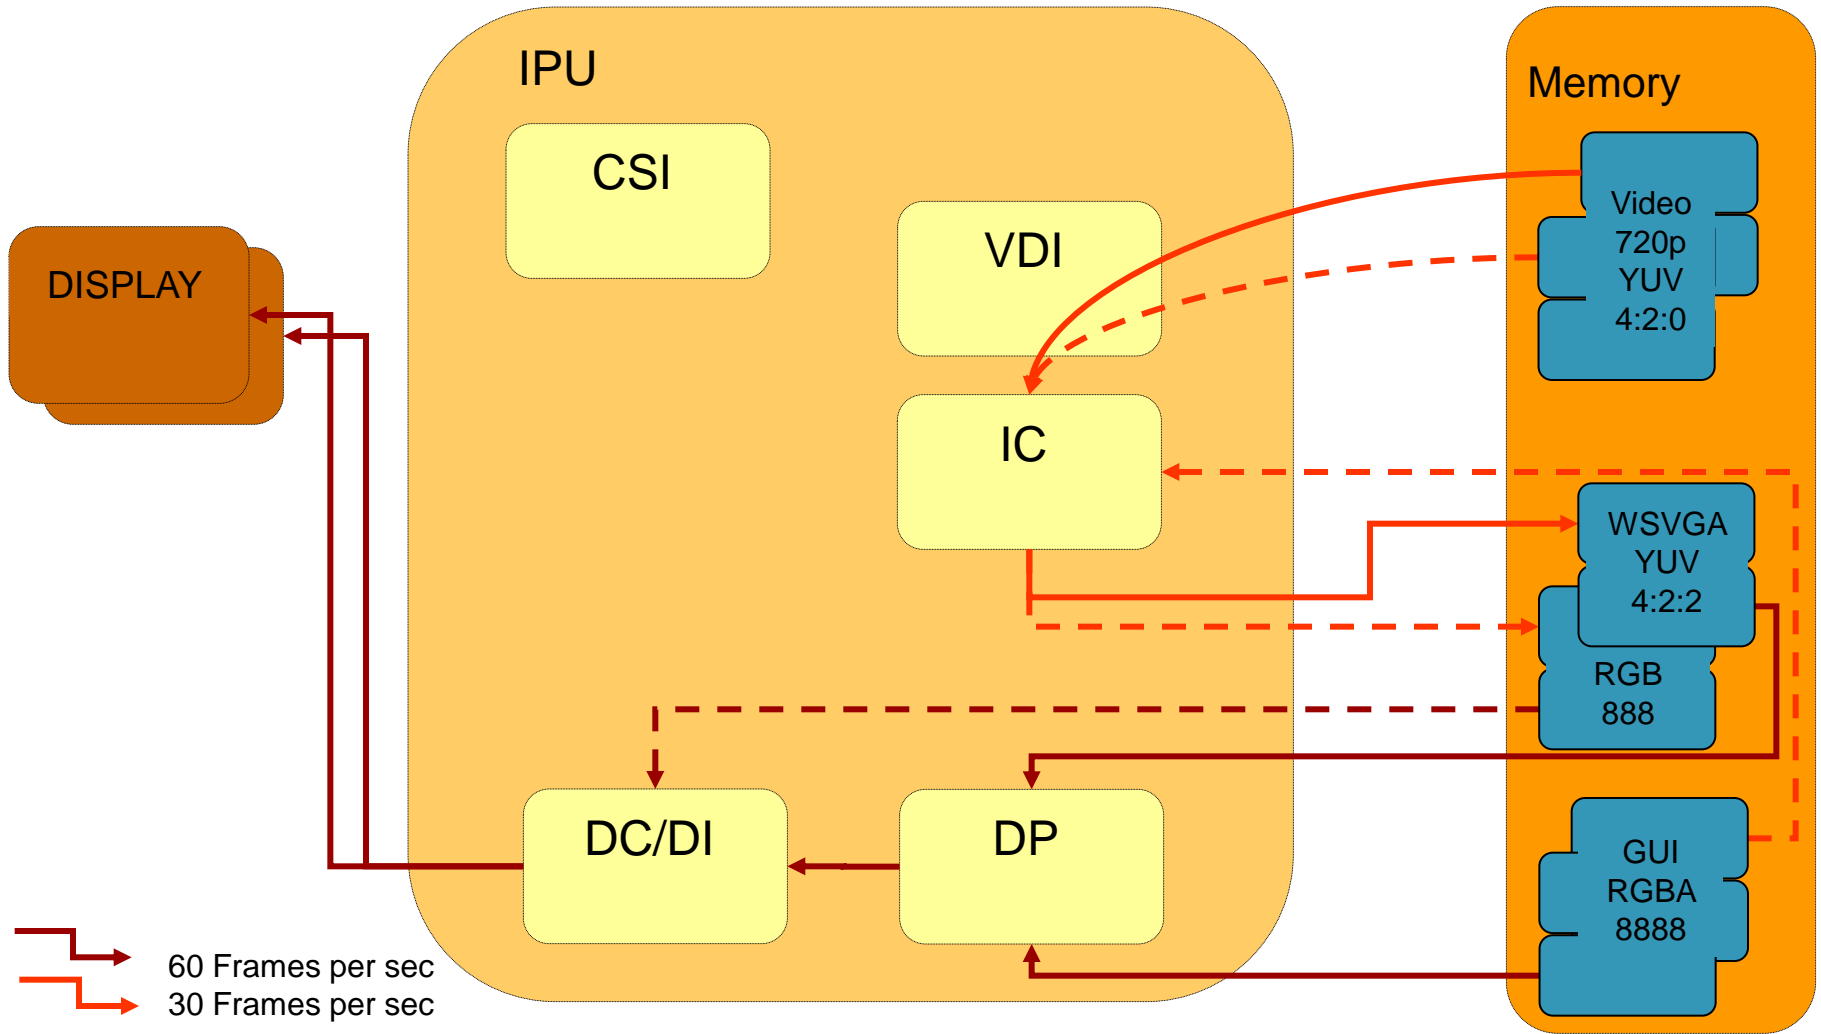 IPU
Memory
CSI
VDI
Video
720p
YUV
4:2:0
DISPLAY
IC
WSVGA
YUV
4:2:2
RGB
888
DC/DI
DP
GUI
RGBA
8888
60 Frames per sec
30 Frames per sec